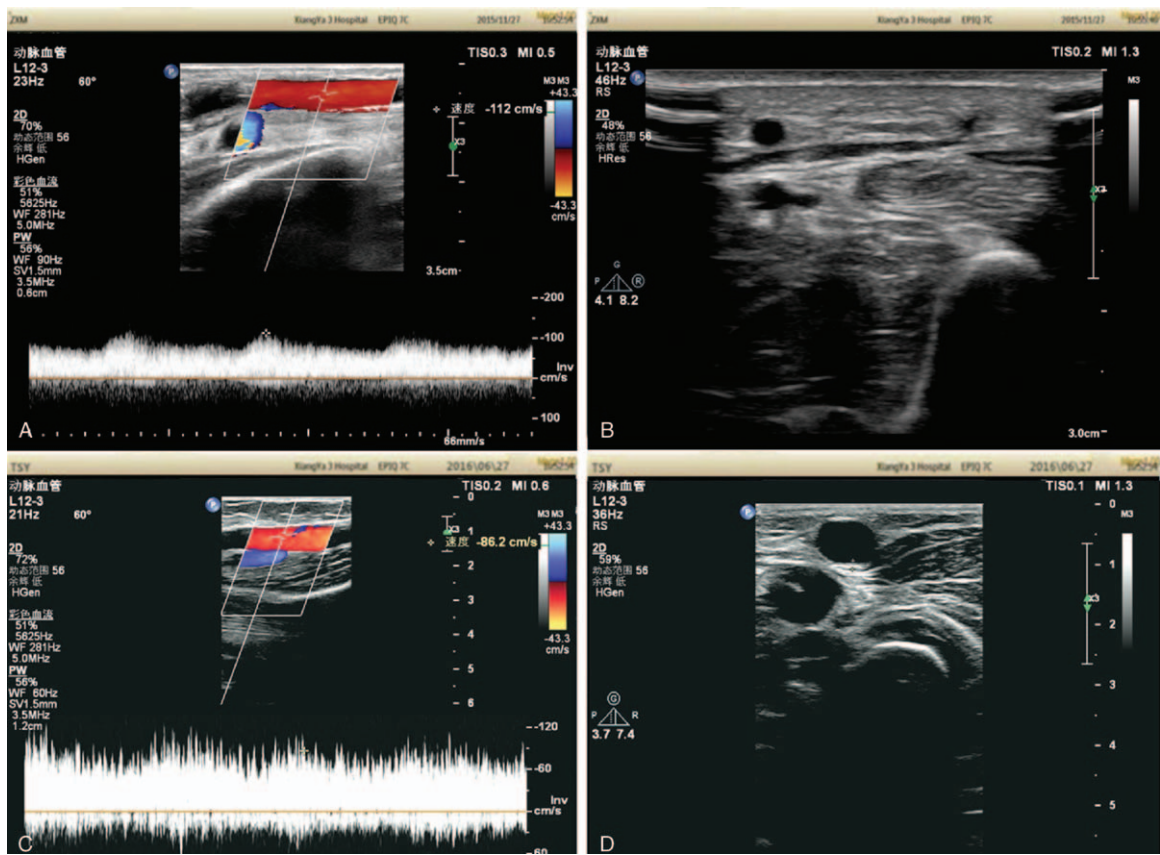 ZXM XiangYa 3 Hospital EPIQ 7C 2015/11/27
动脉血管
TIS0.3 MI 0.5
L12-3
23Hz 60°
M3 M3
+43.3
速度 -112 cm/s
2D
70%
动态范围 56
余辉 低
HGen
彩色血流
51%
5625Hz
WF 281Hz
5.0MHz
-43.3
cm/s
PW
56%
WF 90Hz
SV1.5mm
3.5MHz
0.6cm
3.5cm
-200
-100
Inv
cm/s
100
66mm/s
A
ZXM XiangYa 3 Hospital EPIQ 7C 2015/11/27
动脉血管
TIS0.2 MI 1.3
L12-3
46Hz
RS
M3
2D
48%
动态范围 56
余辉 低
HRes
X3
G
P R
4.1 8.2
3.0cm
B
TSY XiangYa 3 Hospital EPIQ 7C 2016\06\27
动脉血管
TIS0.2 MI 0.6
L12-3
21Hz 60°
M3 M3
+43.3
速度 -86.2 cm/s
2D
72%
动态范围 56
余辉 低
HGen
彩色血流
51%
5625Hz
WF 281Hz
5.0MHz
-43.3
cm/s
PW
56%
WF 60Hz
SV1.5mm
3.5MHz
1.2cm
0
1
2
3
4
5
6
-120
-60
Inv
cm/s
60
C
TSY XiangYa 3 Hospital EPIQ 7C 2016\06\27
动脉血管
TIS0.1 MI 1.3
L12-3
36Hz
RS
M3
2D
59%
动态范围 56
余辉 低
HGen
0
1
2
3
4
5
G
P R
3.7 7.4
D